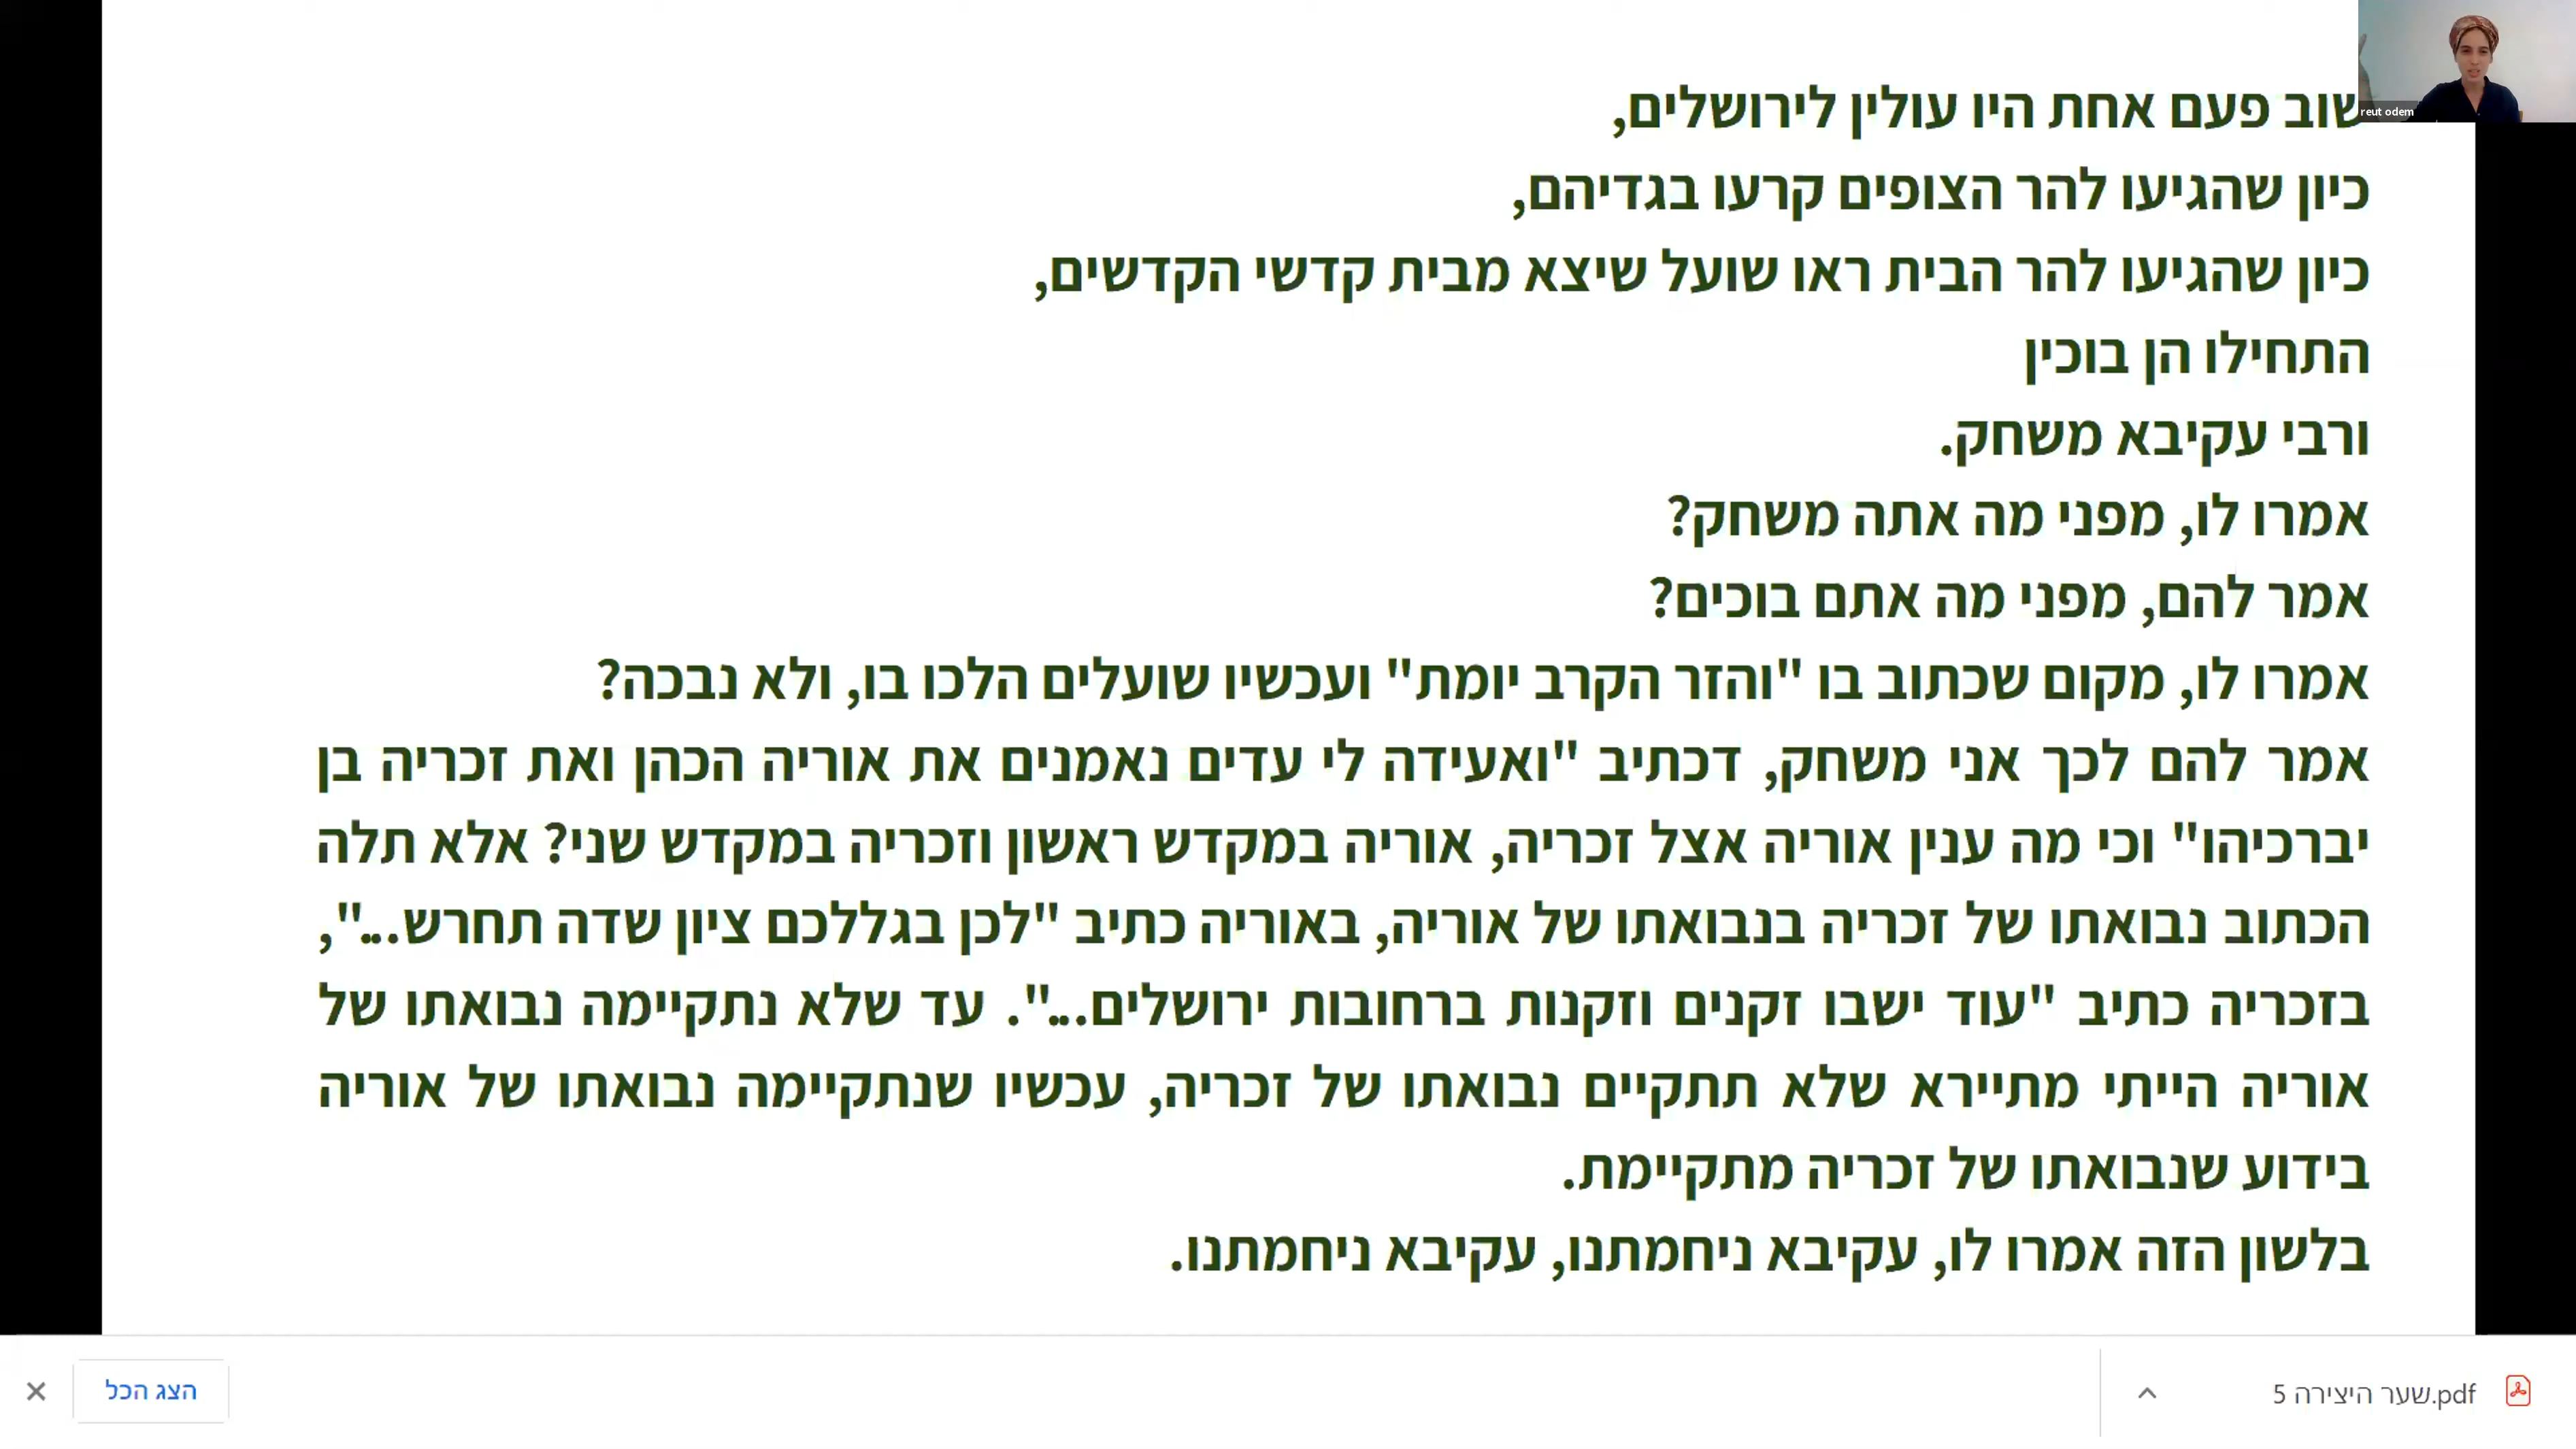 שוב פעם אחת היו עולין לירושלים,
כיון שהגיעו להר הצופים קרעו בגדיהם,
כיון שהגיעו להר הבית ראו שועל שיצא מבית קדשי הקדשים,
התחילו הן בוכין
ורבי עקיבא משחק.
אמרו לו, מפני מה אתה משחק?
אמר להם, מפני מה אתם בוכים?
אמרו לו, מקום שכתוב בו "והזר הקרב יומת" ועכשיו שועלים הלכו בו, ולא נבכה?
אמר להם לכך אני משחק, דכתיב "ואעידה לי עדים נאמנים את אוריה הכהן ואת זכריה בן
יברכיהו" וכי מה ענין אוריה אצל זכריה, אוריה במקדש ראשון וזכריה במקדש שני? אלא תלה
הכתוב נבואתו של זכריה בנבואתו של אוריה, באוריה כתיב "לכן בגללכם ציון שדה תחרש...",
בזכריה כתיב "עוד ישבו זקנים וזקנות ברחובות ירושלים...". עד שלא נתקיימה נבואתו של
אוריה הייתי מתיירא שלא תתקיים נבואתו של זכריה, עכשיו שנתקיימה נבואתו של אוריה
בידוע שנבואתו של זכריה מתקיימת.
בלשון הזה אמרו לו, עקיבא ניחמתנו, עקיבא ניחמתנו.
reut odem
שער היצירה 5.pdf
הצג הכל